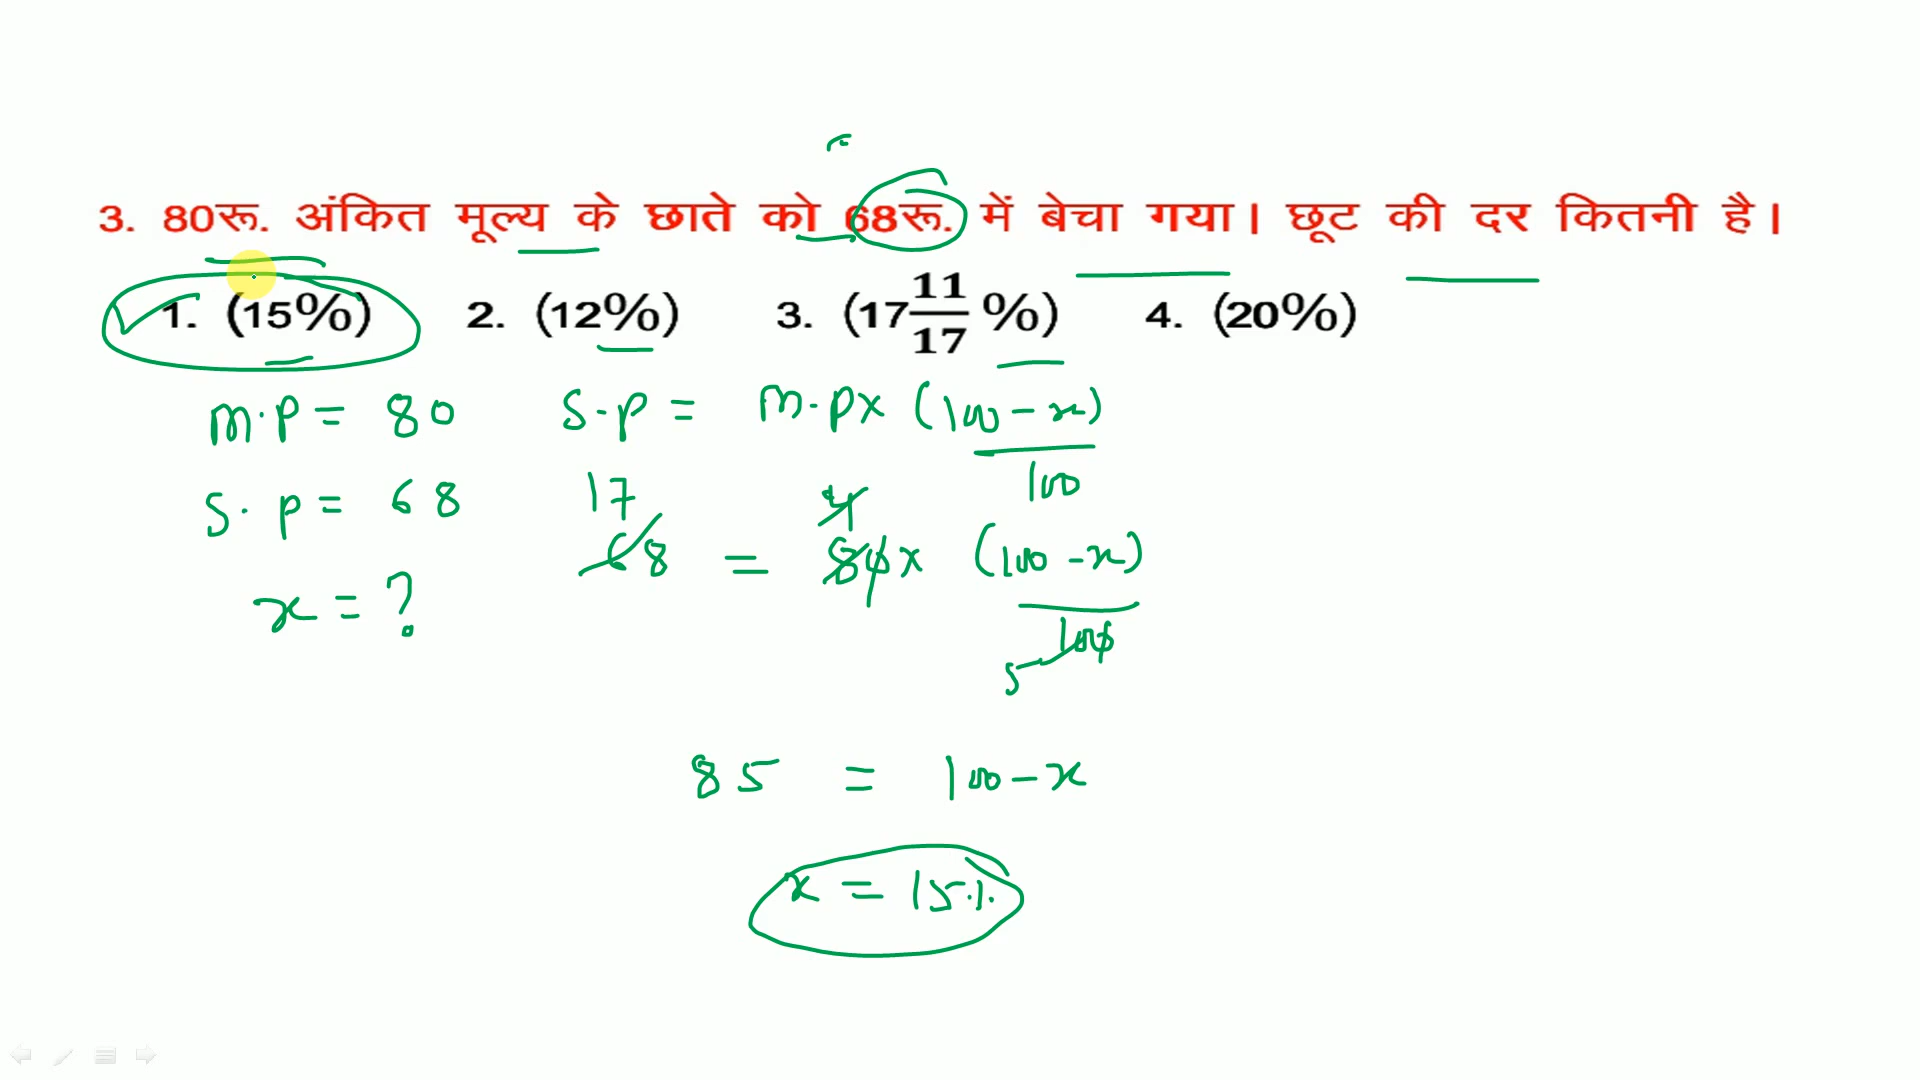 3. 80रू. अंकित मूल्य के छाते को 68रू. में बेचा गया। छूट की दर कितनी है।
1. (15%) 2. (12%) 3. (17 11/17 %) 4. (20%)
m.p = 80 s.p = m.p x (100 - x)
100
s.p = 68 17 4
68 = 80 x (100 - x)
x = ? 100
5
85 = 100 - x
x = 15%